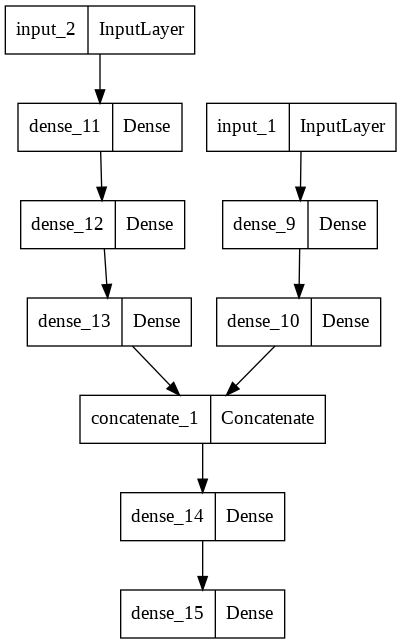 input_2 InputLayer
dense_11 Dense
input_1 InputLayer
dense_12 Dense
dense_9 Dense
dense_13 Dense
dense_10 Dense
concatenate_1 Concatenate
dense_14 Dense
dense_15 Dense